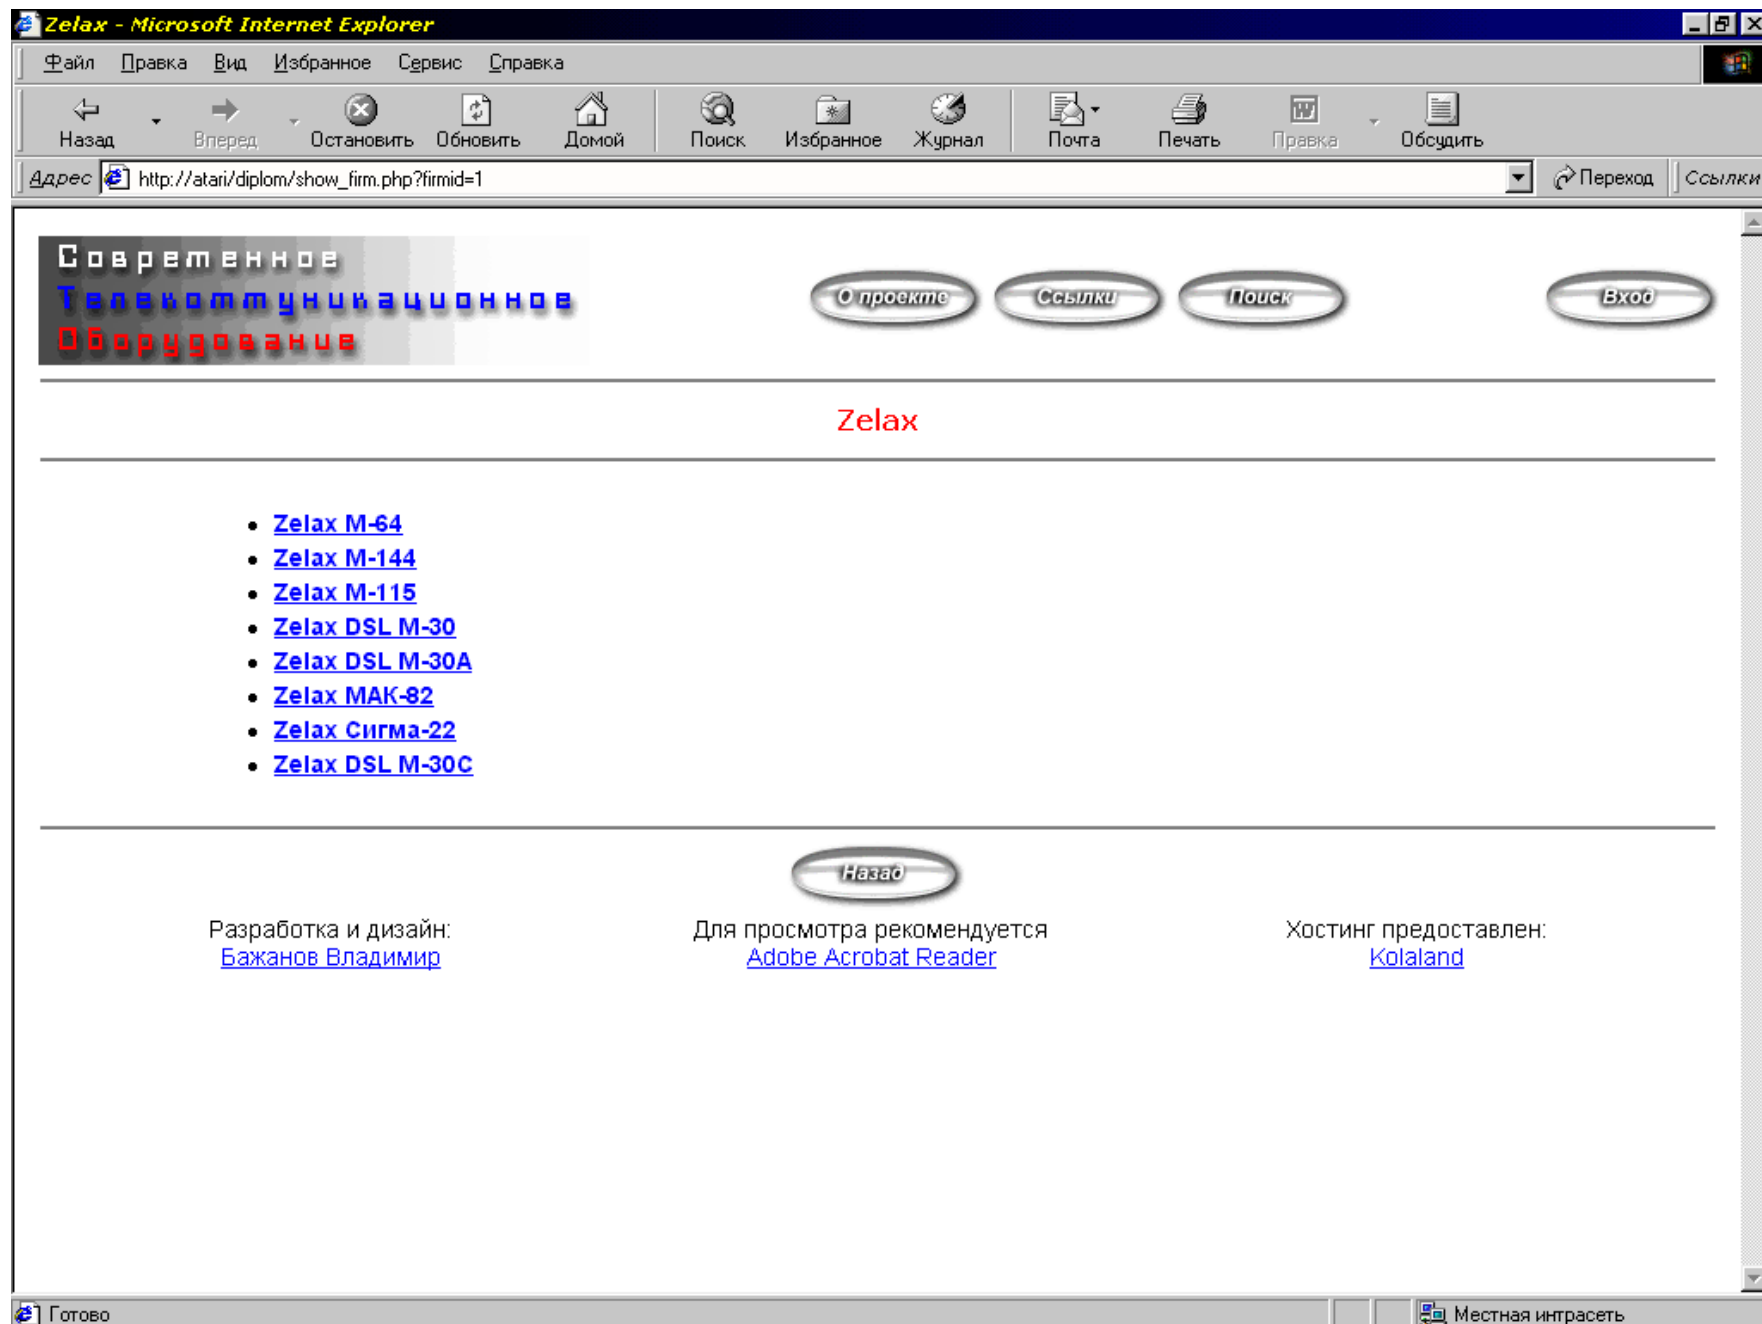 Zelax - Microsoft Internet Explorer
Файл Правка Вид Избранное Сервис Справка
Назад Вперед Остановить Обновить Домой Поиск Избранное Журнал Почта Печать Правка Обсудить
Адрес http://atari/diplom/show_firm.php?firmid=1 Переход Ссылки
Современное
Телекоммуникационное
Оборудование
О проекте Ссылки Поиск Вход
Zelax
Zelax M-64
Zelax M-144
Zelax M-115
Zelax DSL M-30
Zelax DSL M-30A
Zelax МАК-82
Zelax Сигма-22
Zelax DSL M-30C
Назад
Разработка и дизайн: Для просмотра рекомендуется Хостинг предоставлен:
Бажанов Владимир Adobe Acrobat Reader Kolaland
Готово Местная интрасеть